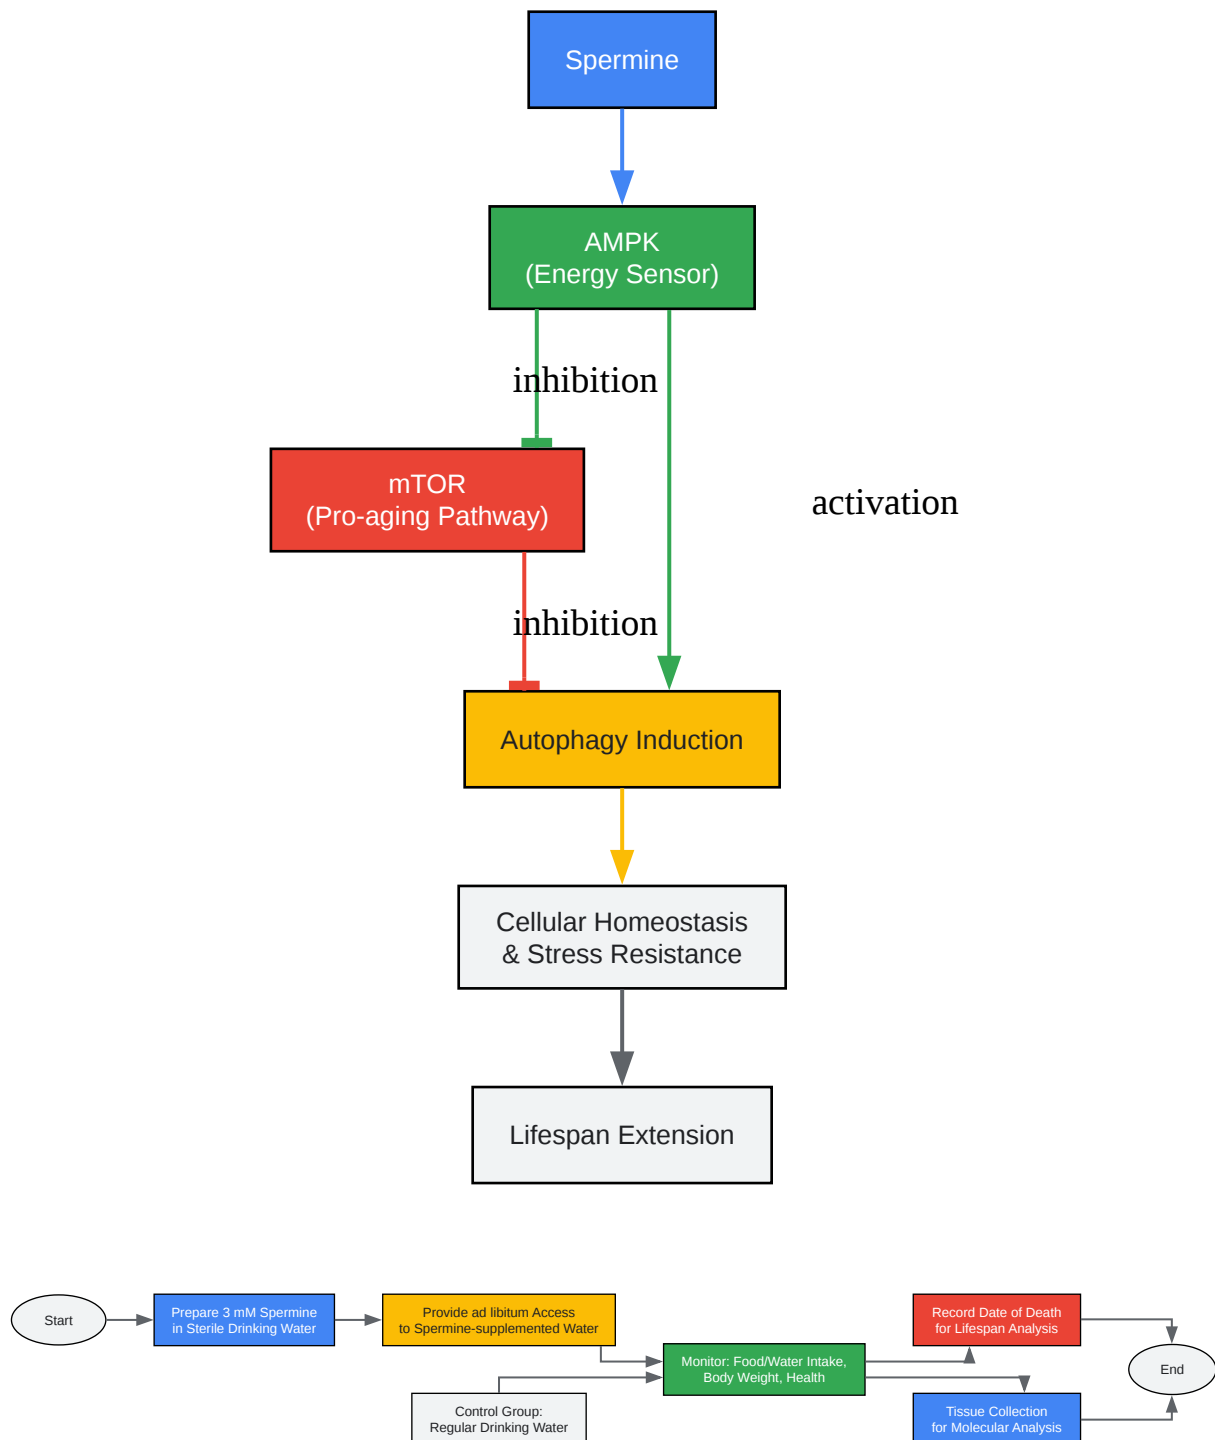 Spermine
AMPK
(Energy Sensor)
inhibition
mTOR
(Pro-aging Pathway)
activation
inhibition
Autophagy Induction
Cellular Homeostasis
& Stress Resistance
Lifespan Extension
Start
Prepare 3 mM Spermine
in Sterile Drinking Water
Provide ad libitum Access
to Spermine-supplemented Water
Control Group:
Regular Drinking Water
Monitor: Food/Water Intake,
Body Weight, Health
Record Date of Death
for Lifespan Analysis
Tissue Collection
for Molecular Analysis
End